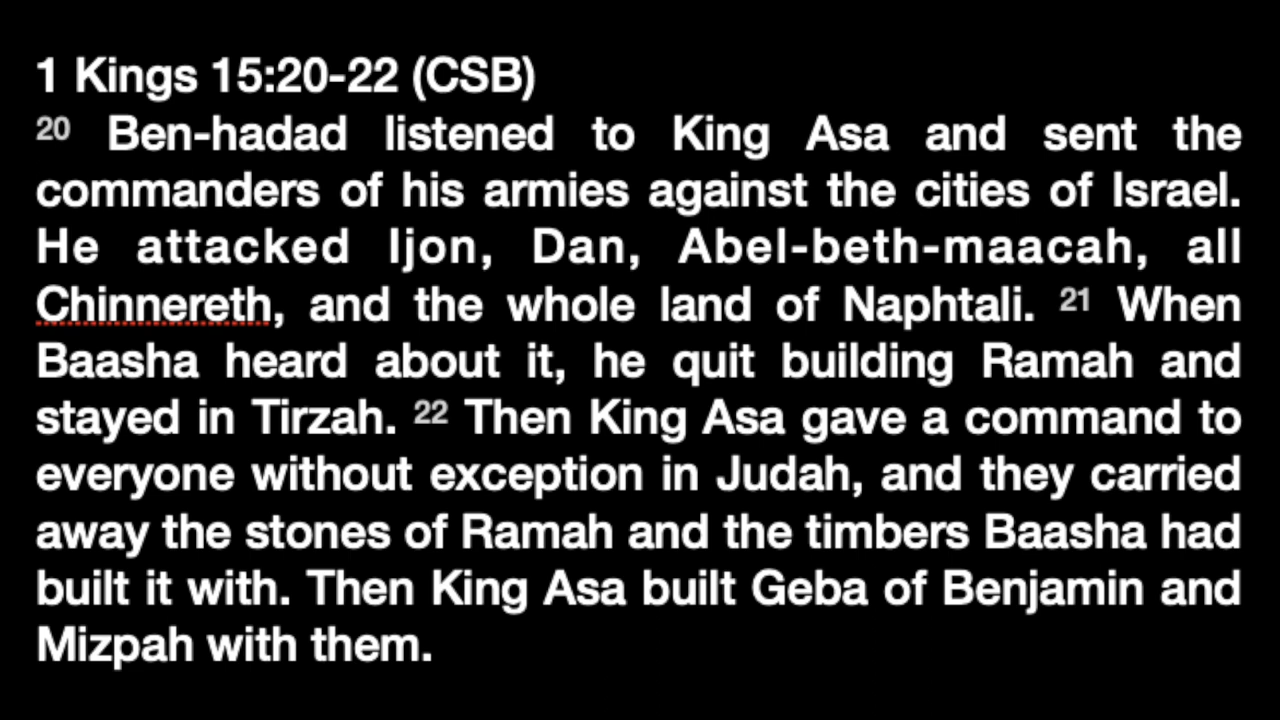 1 Kings 15:20-22 (CSB)
20 Ben-hadad listened to King Asa and sent the
commanders of his armies against the cities of Israel.
He attacked Ijon, Dan, Abel-beth-maacah, all
Chinnereth, and the whole land of Naphtali. 21 When
Baasha heard about it, he quit building Ramah and
stayed in Tirzah. 22 Then King Asa gave a command to
everyone without exception in Judah, and they carried
away the stones of Ramah and the timbers Baasha had
built it with. Then King Asa built Geba of Benjamin and
Mizpah with them.